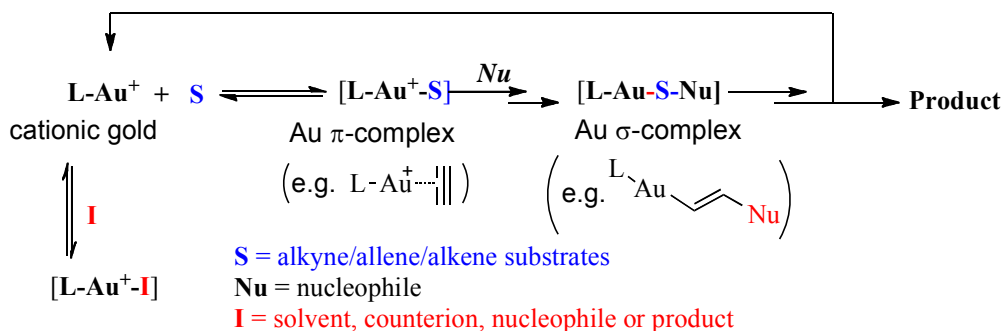 L-Au+ + S [L-Au+-S] Nu [L-Au-S-Nu] Product
cationic gold Au π-complex Au σ-complex
(e.g. L-Au+ ) (e.g. L Au Nu)
I
[L-Au+-I]
S = alkyne/allene/alkene substrates
Nu = nucleophile
I = solvent, counterion, nucleophile or product